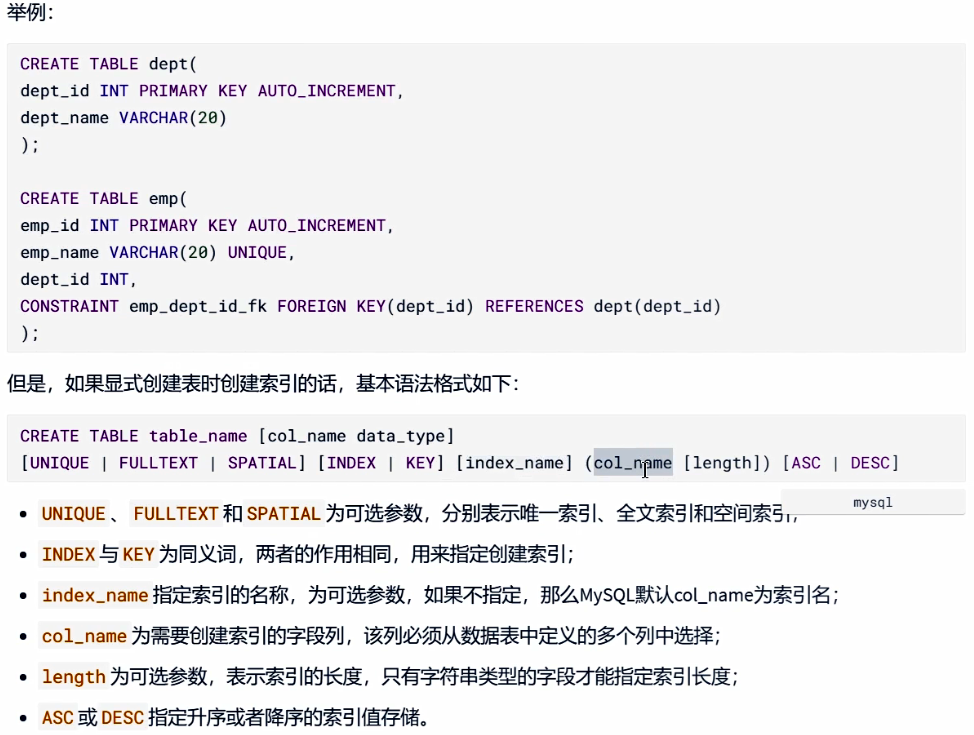 举例：
CREATE TABLE dept(
dept_id INT PRIMARY KEY AUTO_INCREMENT,
dept_name VARCHAR(20)
);
CREATE TABLE emp(
emp_id INT PRIMARY KEY AUTO_INCREMENT,
emp_name VARCHAR(20) UNIQUE,
dept_id INT,
CONSTRAINT emp_dept_id_fk FOREIGN KEY(dept_id) REFERENCES dept(dept_id)
);
但是，如果显式创建表时创建索引的话，基本语法格式如下：
CREATE TABLE table_name [col_name data_type]
[UNIQUE | FULLTEXT | SPATIAL] [INDEX | KEY] [index_name] (col_name [length]) [ASC | DESC]
mysql
• UNIQUE 、 FULLTEXT 和 SPATIAL 为可选参数，分别表示唯一索引、全文索引和空间索引；
• INDEX 与 KEY 为同义词，两者的作用相同，用来指定创建索引；
• index_name 指定索引的名称，为可选参数，如果不指定，那么MySQL默认col_name为索引名；
• col_name 为需要创建索引的字段列，该列必须从数据表中定义的多个列中选择；
• length 为可选参数，表示索引的长度，只有字符串类型的字段才能指定索引长度；
• ASC 或 DESC 指定升序或者降序的索引值存储。